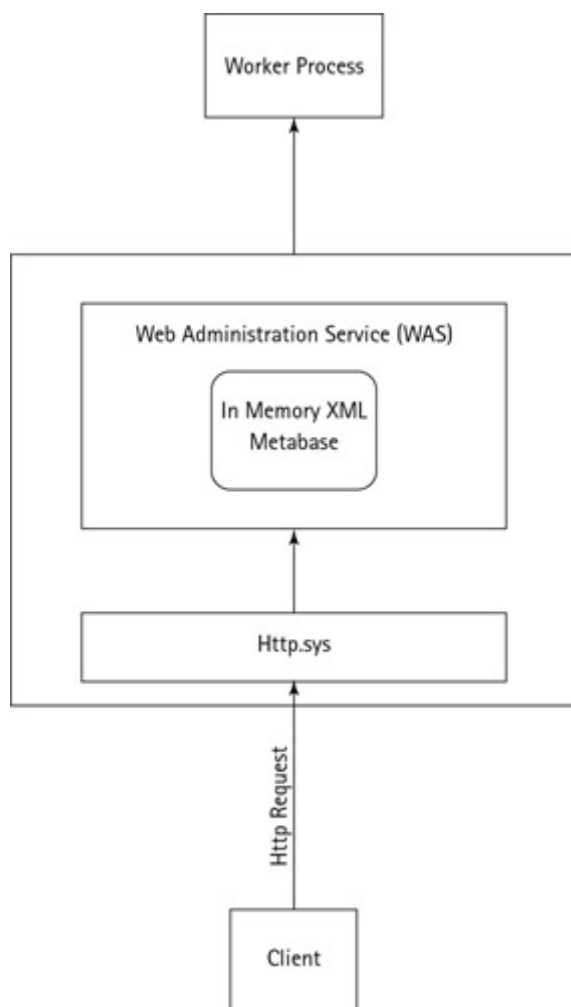 Worker Process
Web Administration Service (WAS)
In Memory XML
Metabase
Http.sys
Http Request
Client